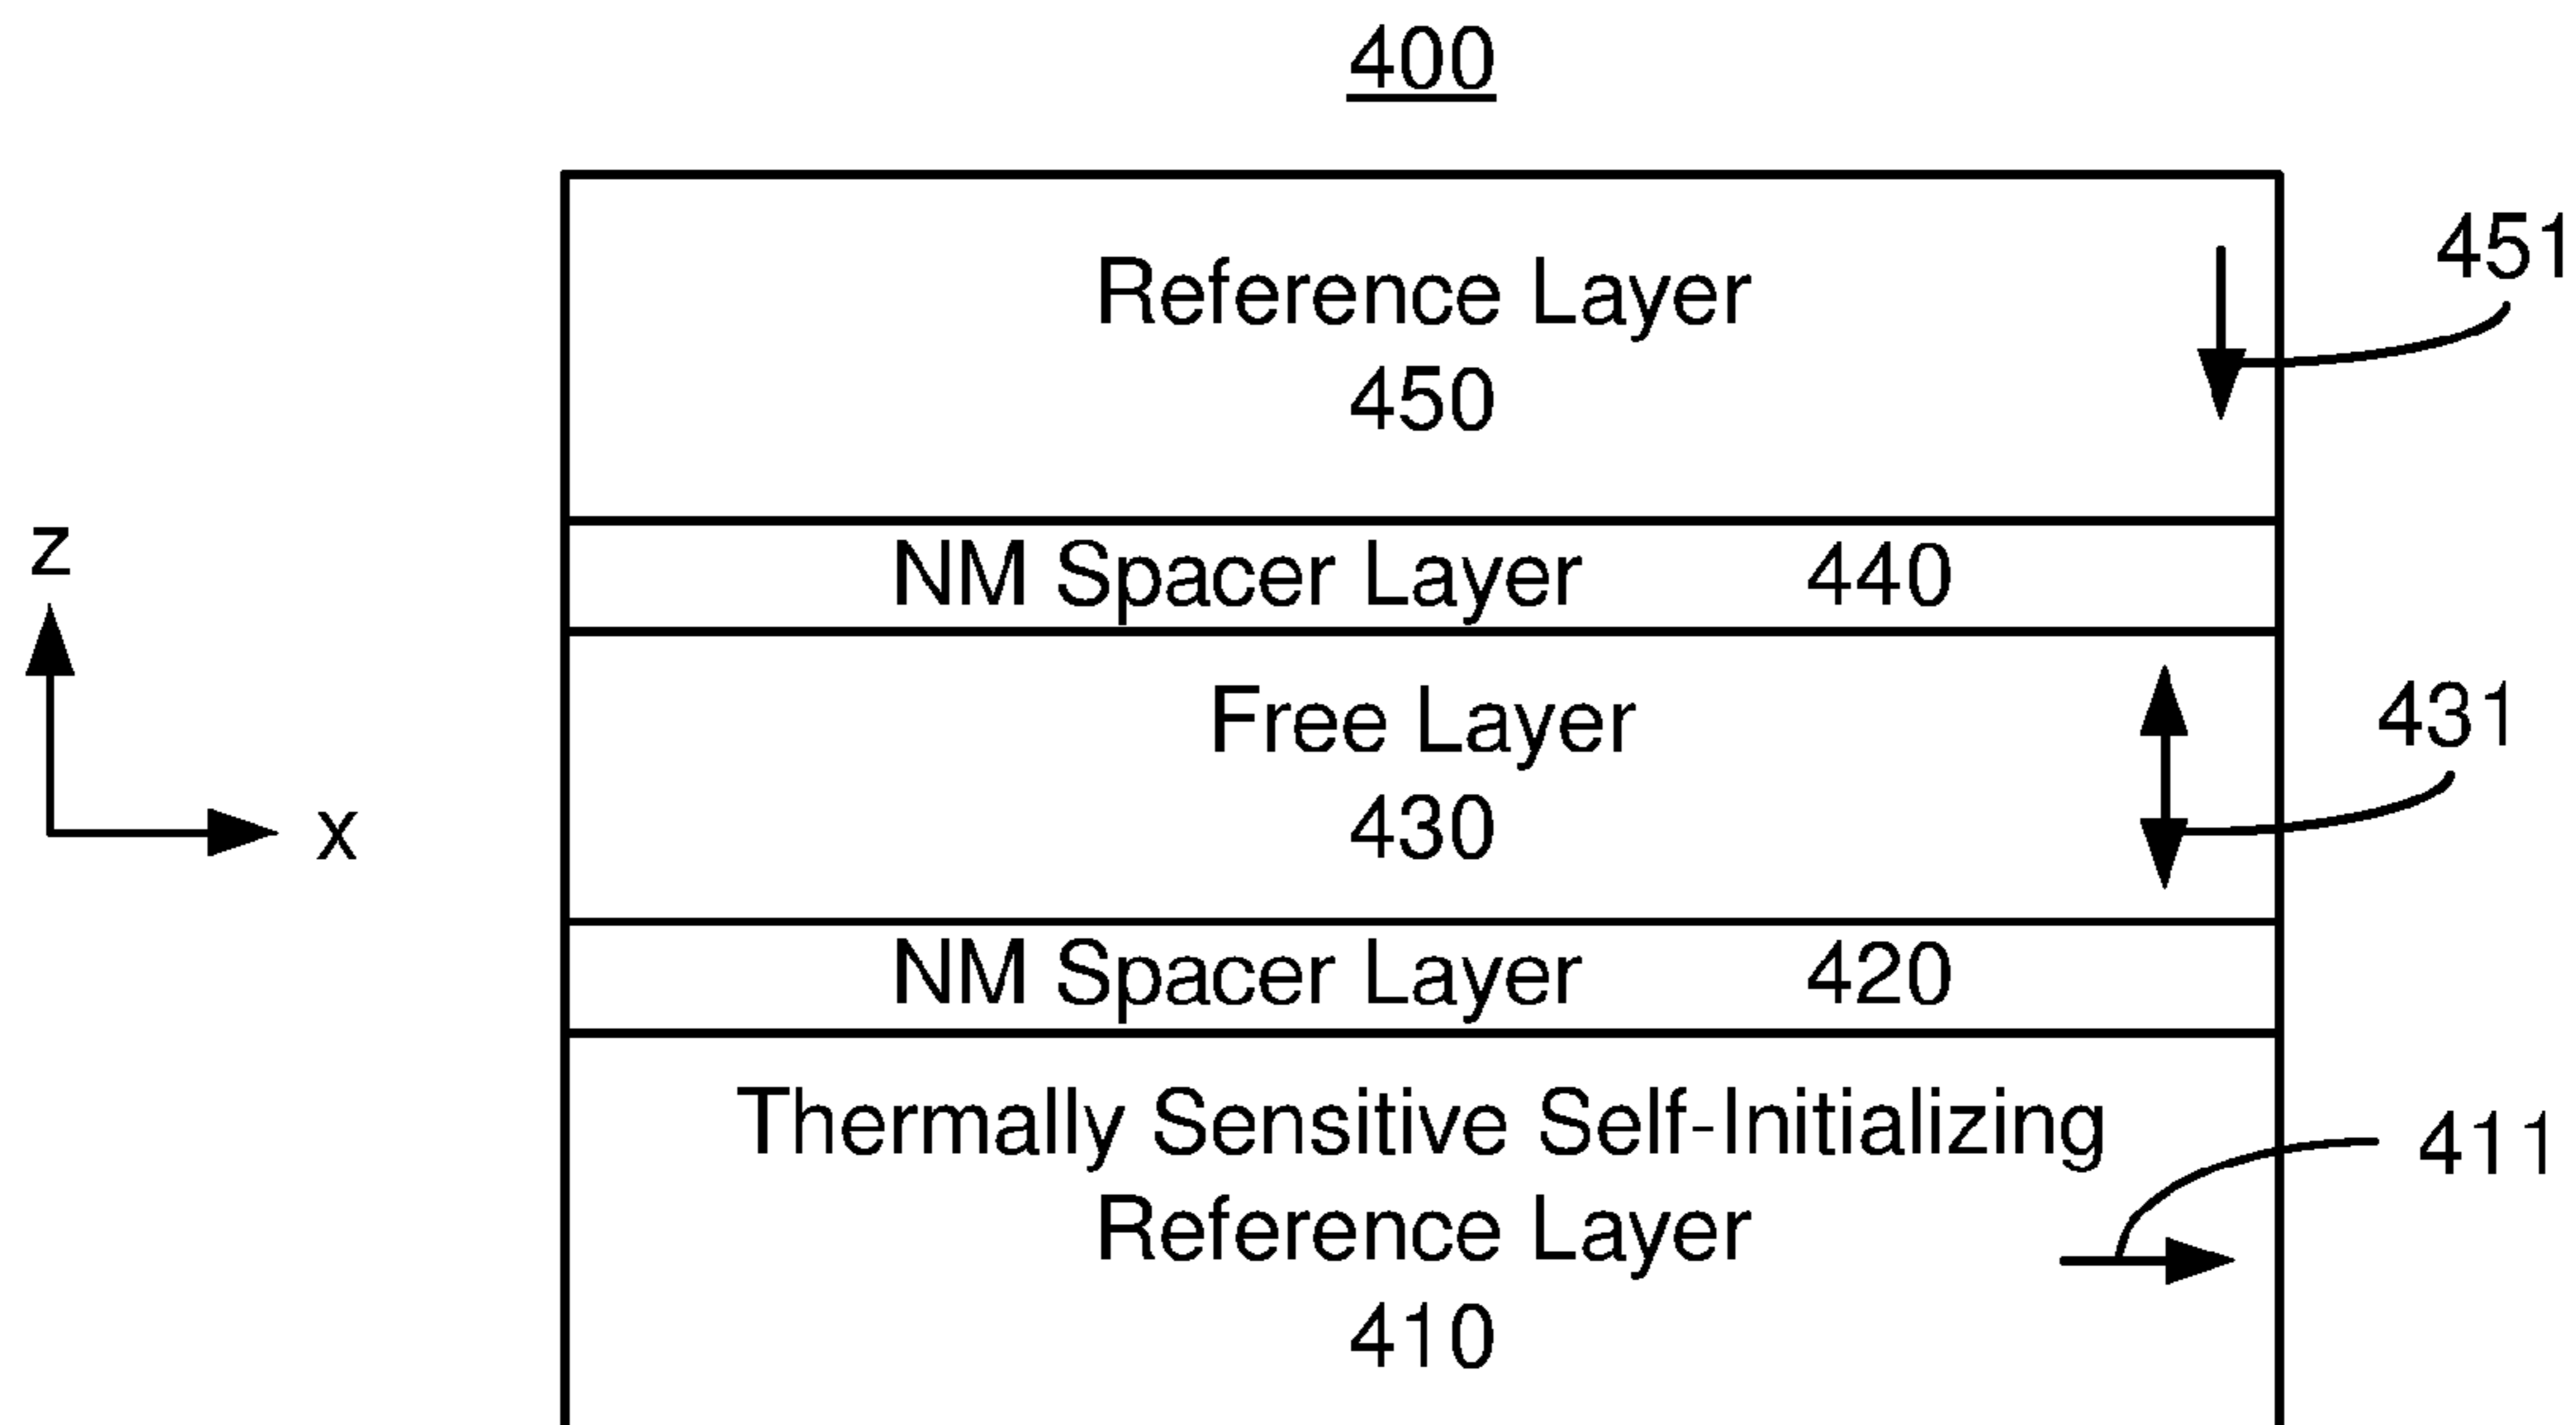 400
Reference Layer
450
451
NM Spacer Layer 440
z
x
Free Layer
430
431
NM Spacer Layer 420
Thermally Sensitive Self-Initializing
Reference Layer
410
411